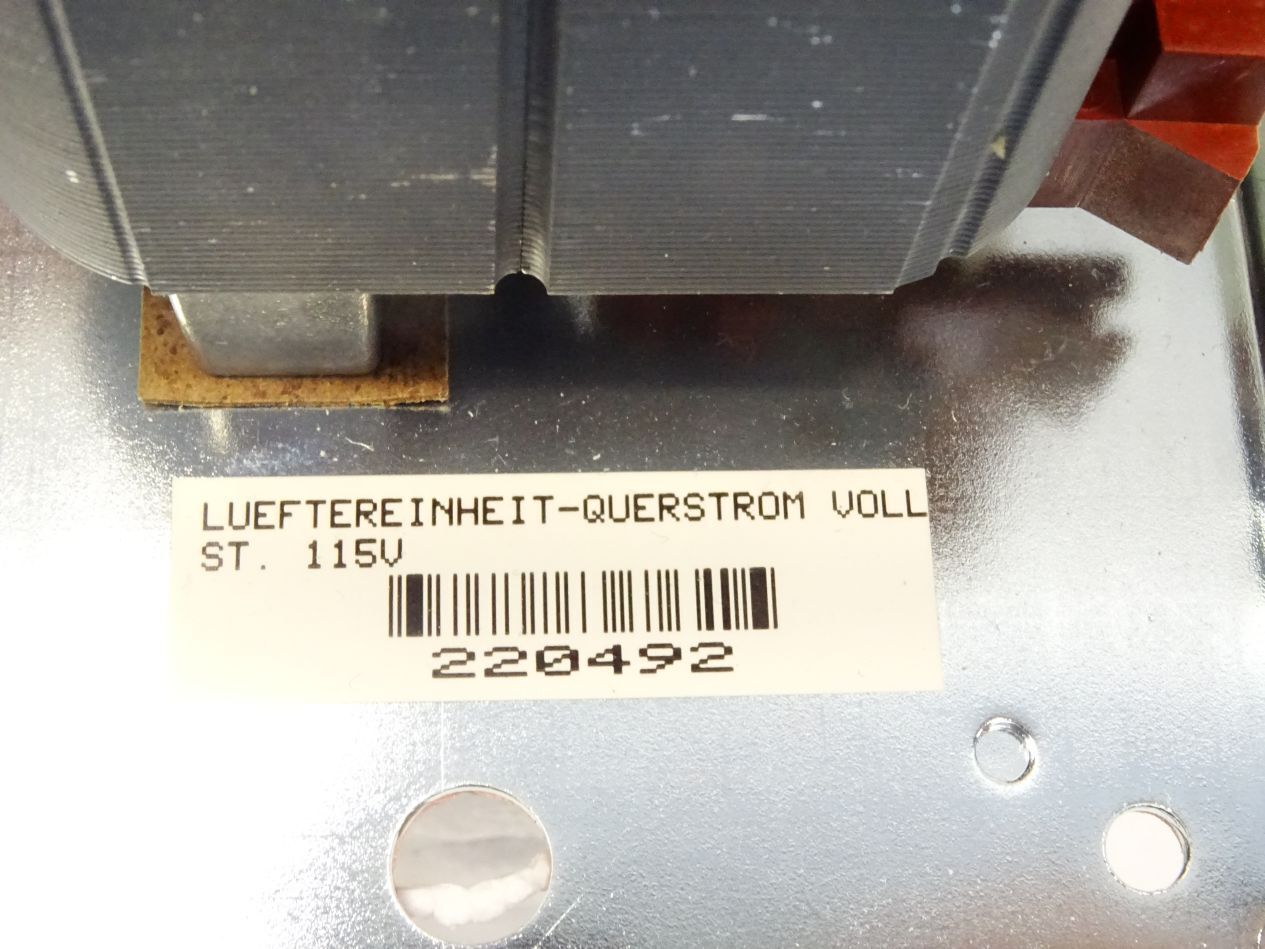 LUEFTEREINHEIT-QUERSTROM VOLL
ST. 115V
220492